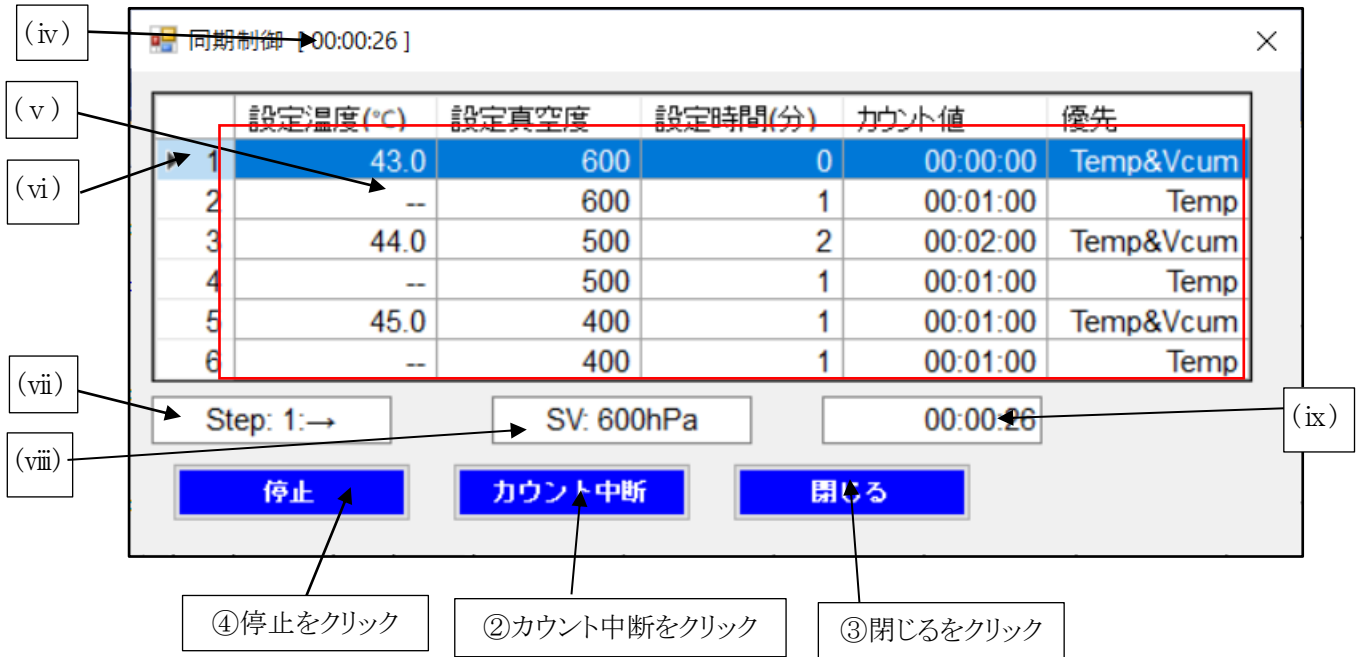 (ⅳ)
同期制御 [ 00:00:26 ]
(ⅴ)
設定温度(℃) 設定真空度 設定時間(分) カウント値 優先
(ⅵ)
1 43.0 600 0 00:00:00 Temp&Vcum
2 -- 600 1 00:01:00 Temp
3 44.0 500 2 00:02:00 Temp&Vcum
4 -- 500 1 00:01:00 Temp
5 45.0 400 1 00:01:00 Temp&Vcum
6 -- 400 1 00:01:00 Temp
(ⅶ)
Step: 1:→ SV: 600hPa 00:00:26
(ⅸ)
(ⅷ)
停止 カウント中断 閉じる
④停止をクリック ②カウント中断をクリック ③閉じるをクリック